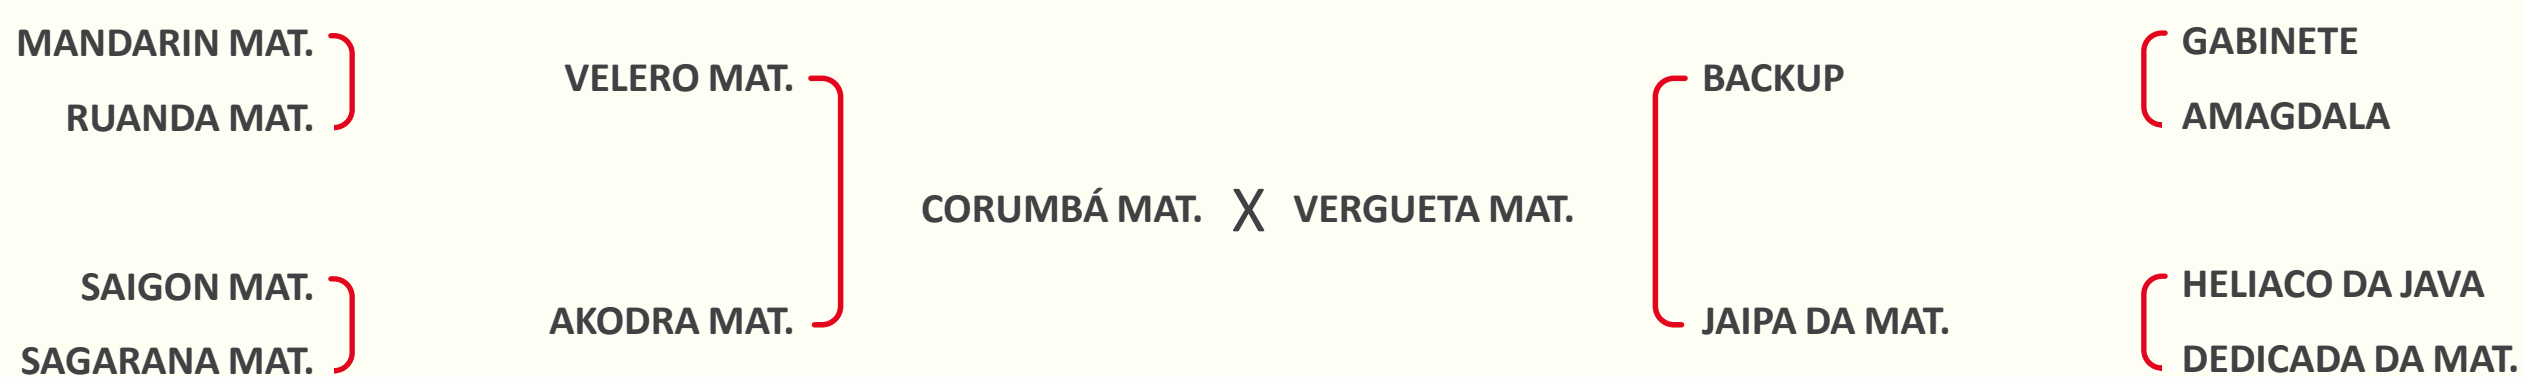 MANDARIN MAT.
RUANDA MAT.
VELERO MAT.
SAIGON MAT.
SAGARANA MAT.
AKODRA MAT.
CORUMBÁ MAT. X VERGUETA MAT.
BACKUP
GABINETE
AMAGDALA
JAIPA DA MAT.
HELIACO DA JAVA
DEDICADA DA MAT.